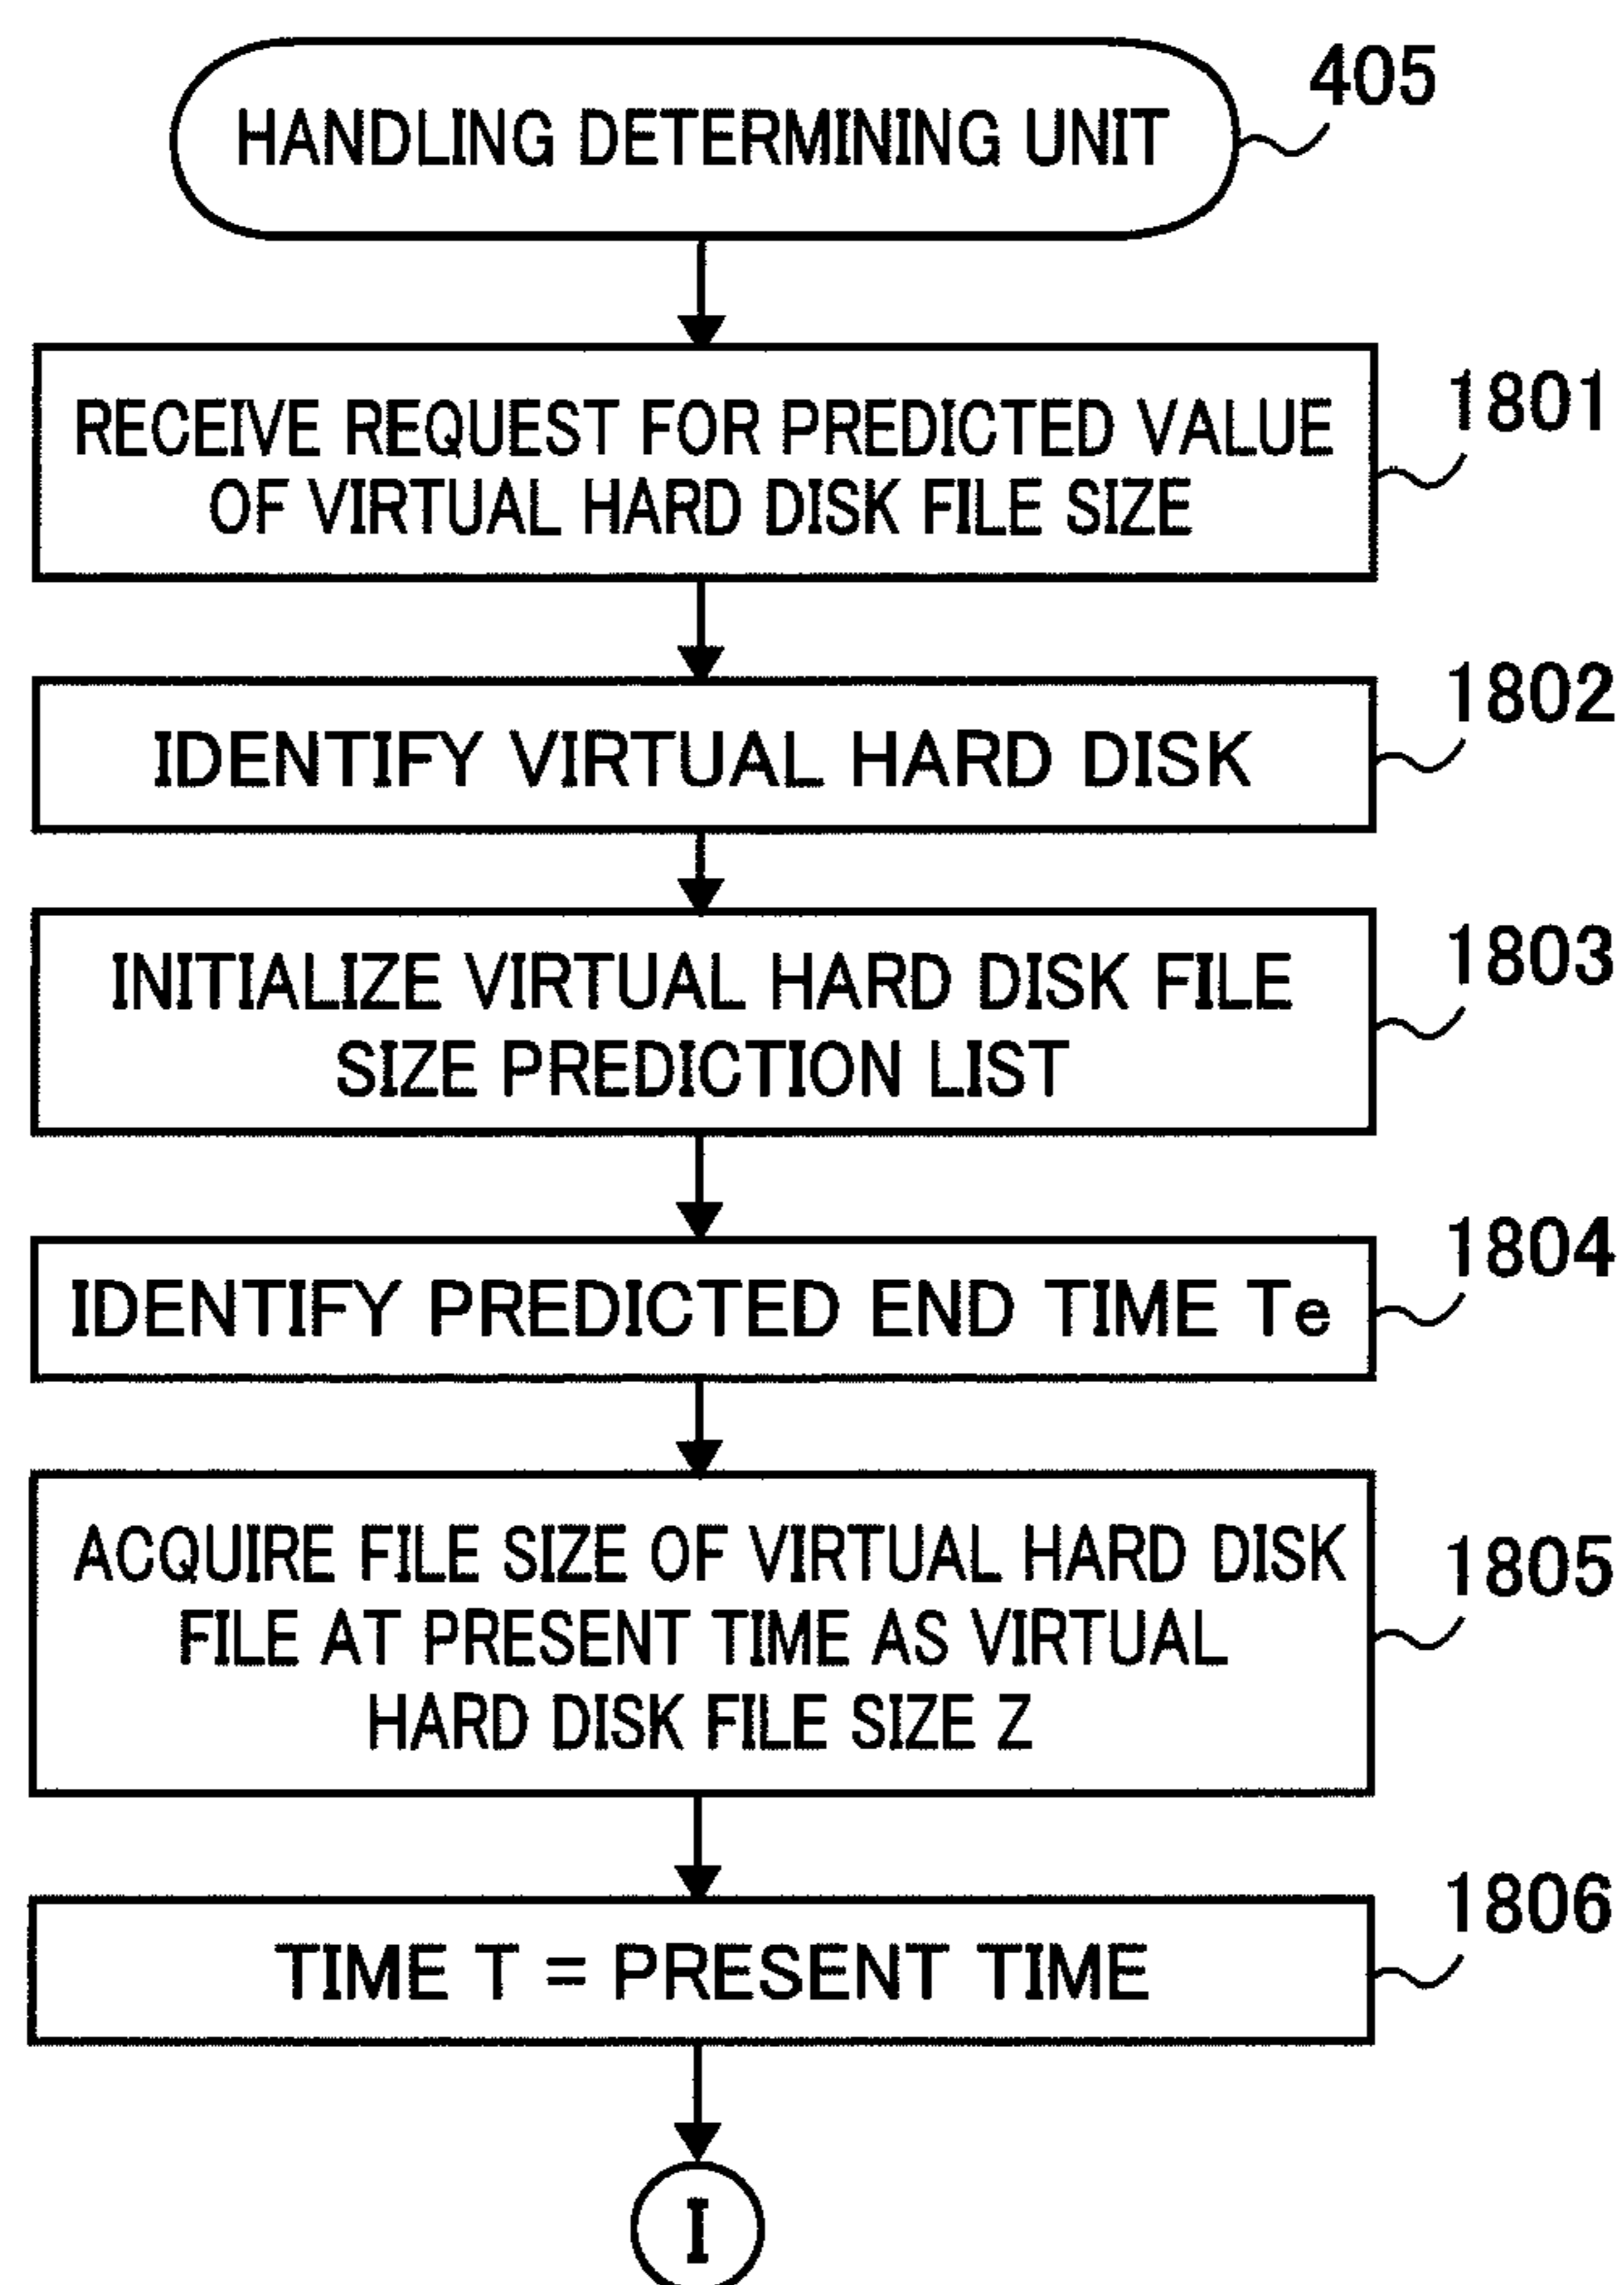 405
HANDLING DETERMINING UNIT
1801
RECEIVE REQUEST FOR PREDICTED VALUE
OF VIRTUAL HARD DISK FILE SIZE
1802
IDENTIFY VIRTUAL HARD DISK
1803
INITIALIZE VIRTUAL HARD DISK FILE
SIZE PREDICTION LIST
1804
IDENTIFY PREDICTED END TIME Te
1805
ACQUIRE FILE SIZE OF VIRTUAL HARD DISK
FILE AT PRESENT TIME AS VIRTUAL
HARD DISK FILE SIZE Z
1806
TIME T = PRESENT TIME
I